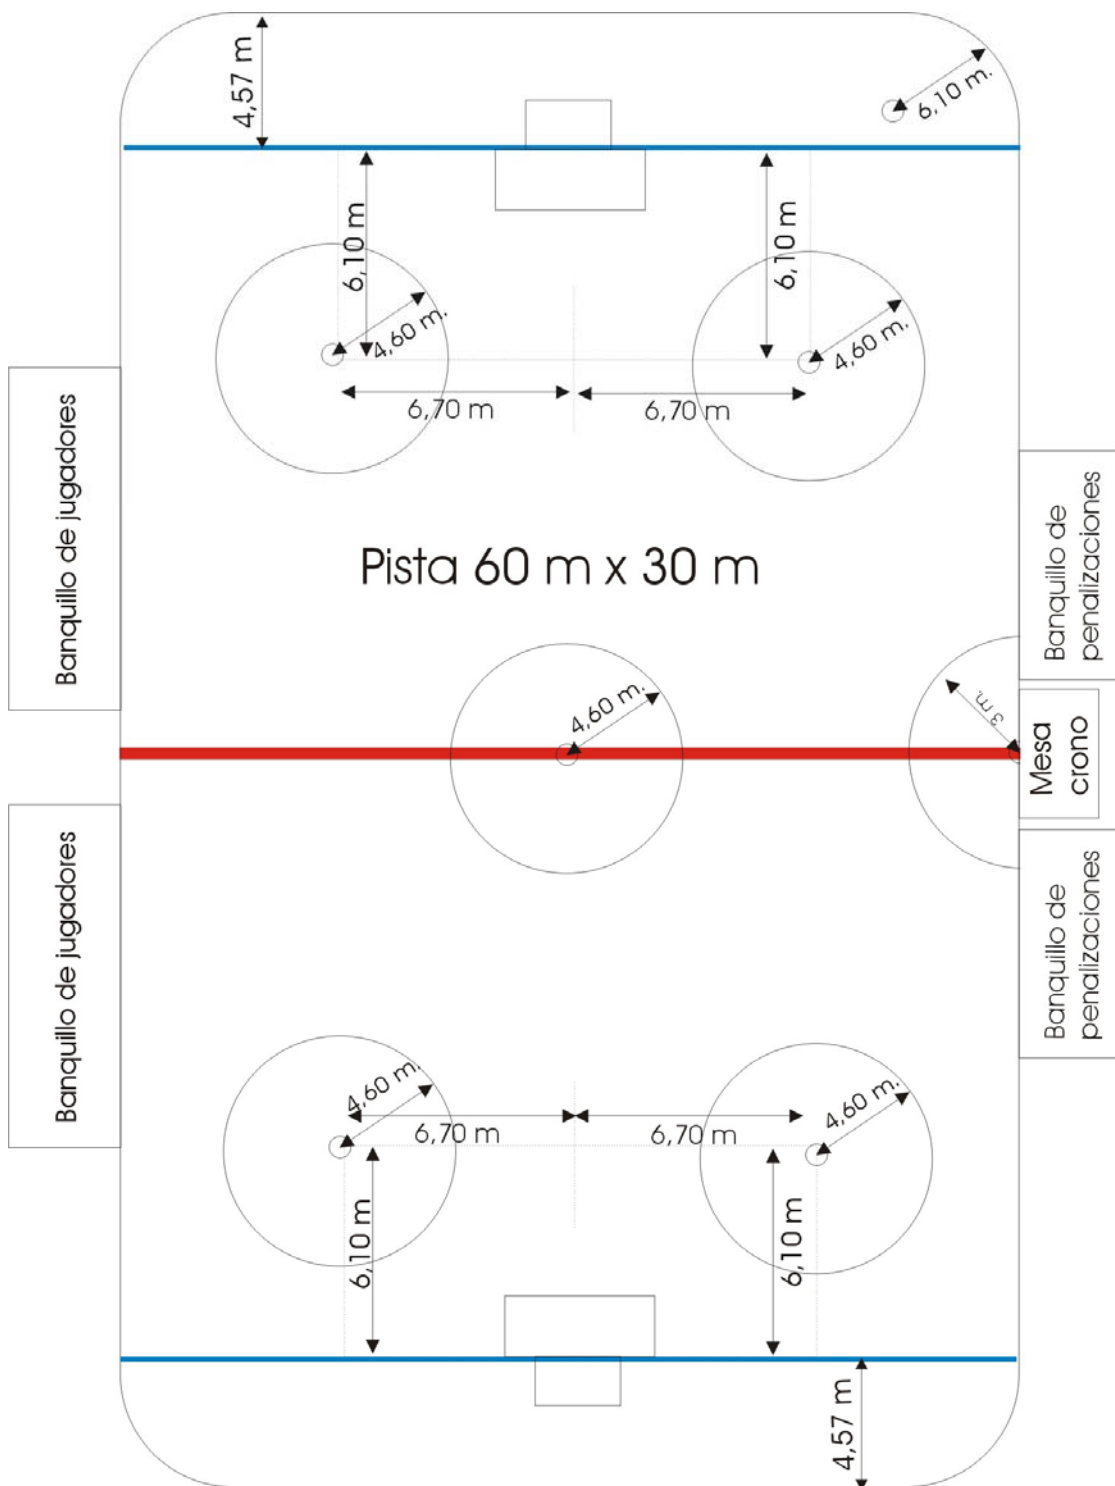 4,57 m
6,10 m.
6,10 m
6,10 m
4,60 m.
4,60 m.
6,70 m
6,70 m
Banquillo de jugadores
Banquillo de
penalizaciones
Pista 60 m x 30 m
4,60 m.
3 m.
Mesa
crono
Banquillo de jugadores
Banquillo de
penalizaciones
4,60 m.
4,60 m.
6,70 m
6,70 m
6,10 m
6,10 m
4,57 m